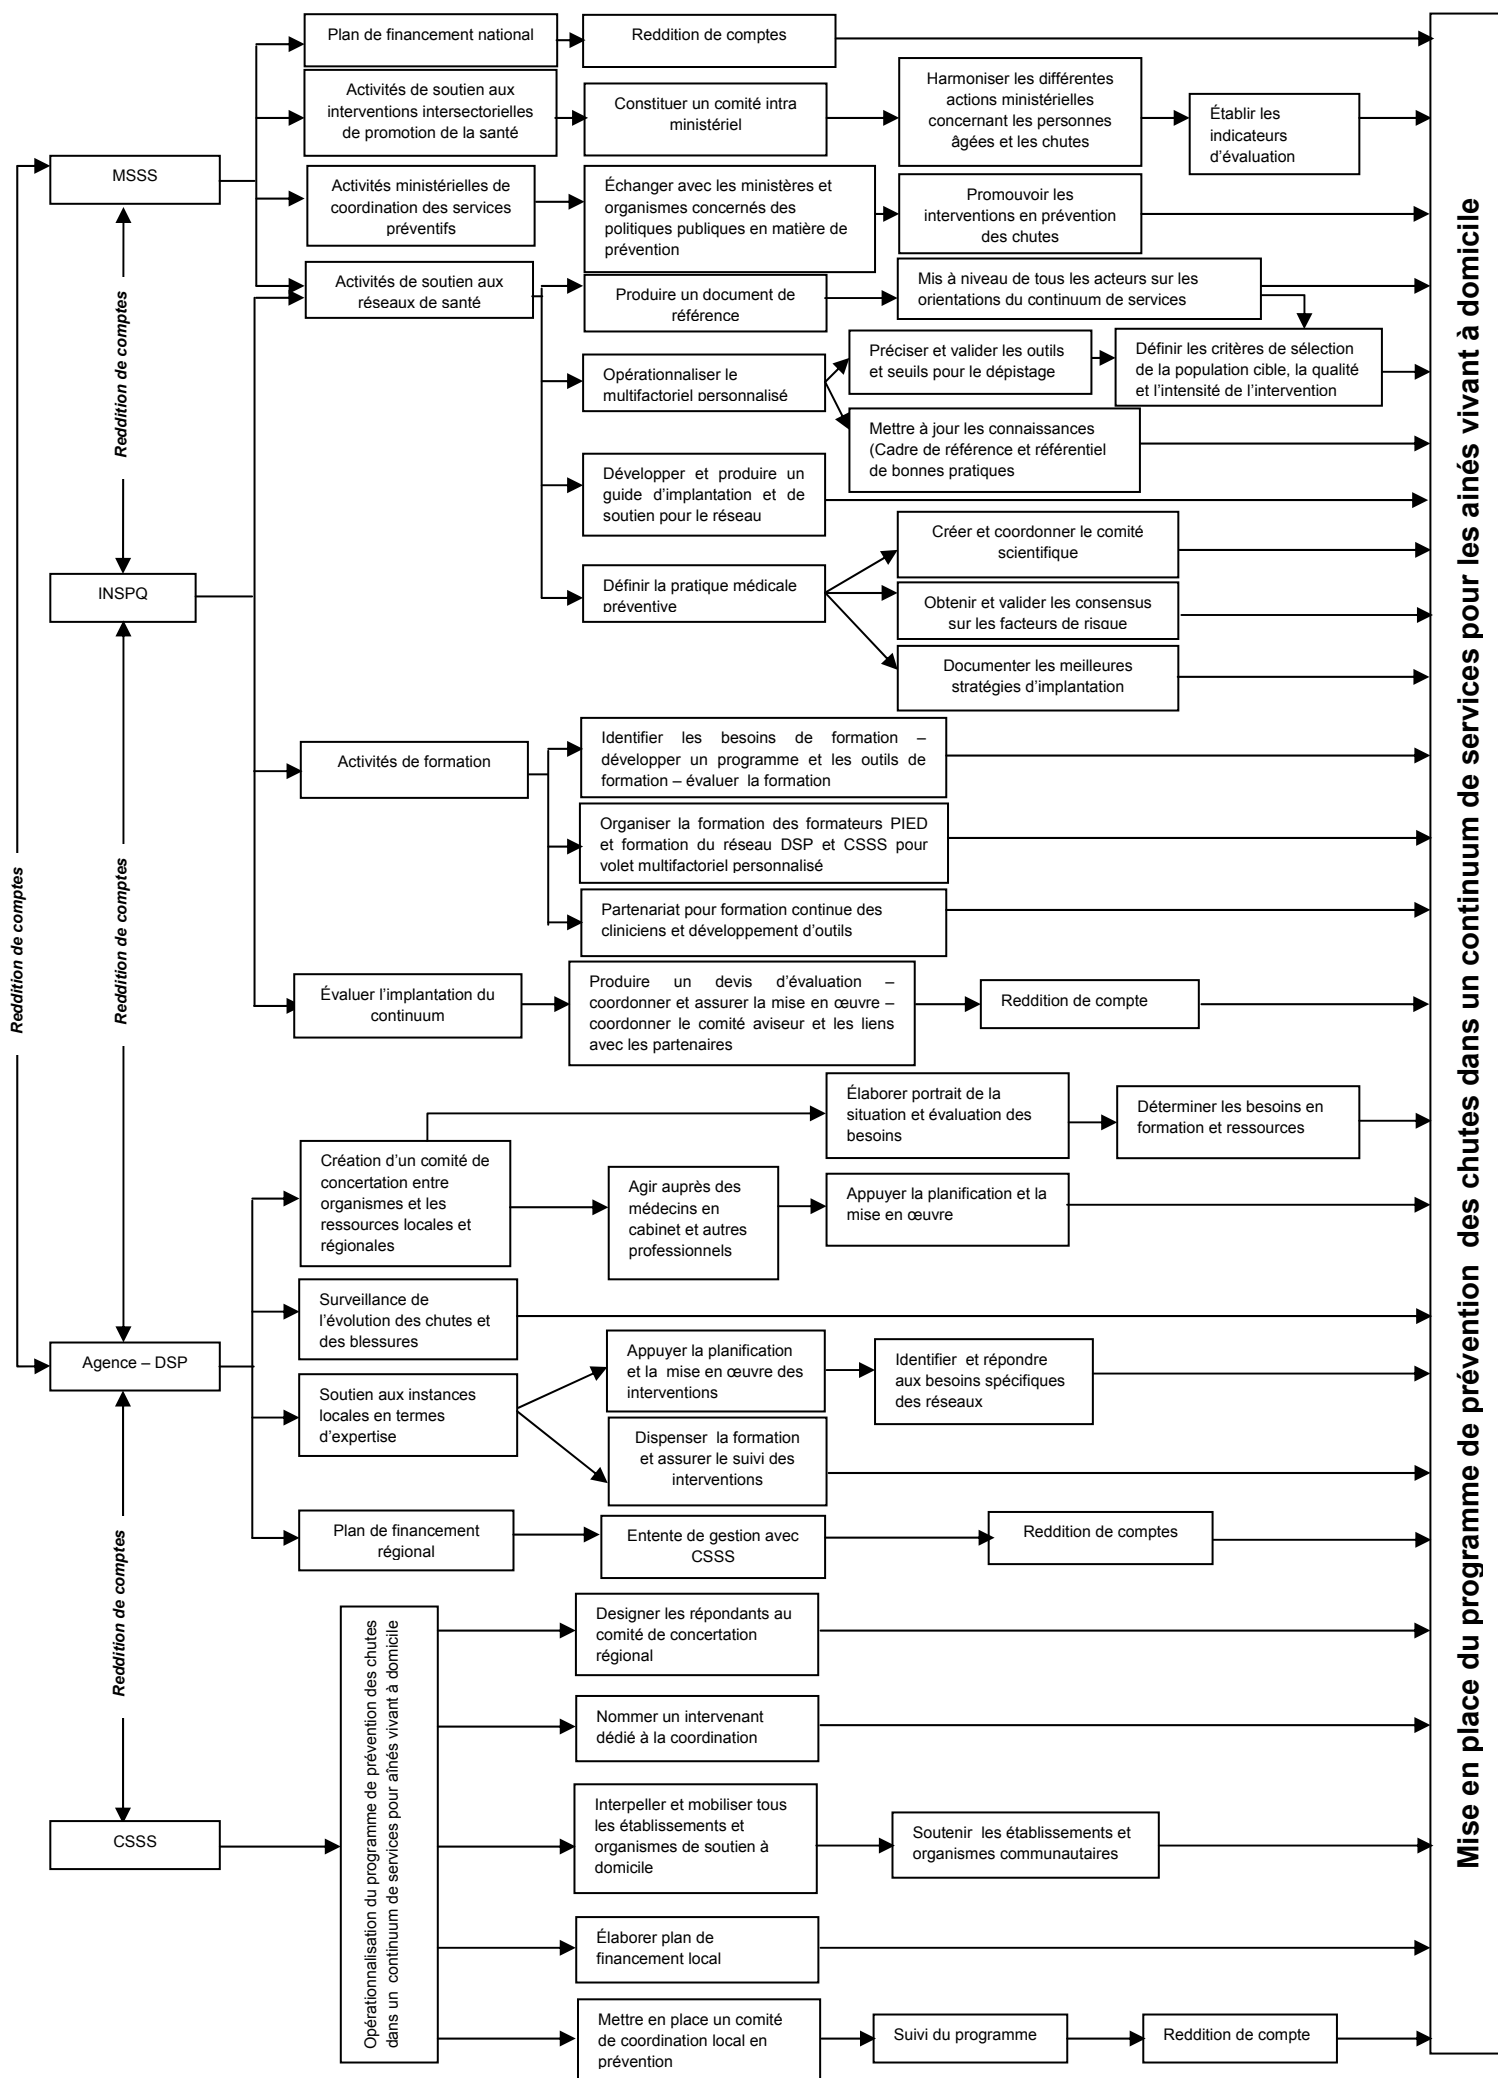 Plan de financement national
Reddition de comptes
Activités de soutien aux
interventions intersectorielles
de promotion de la santé
Constituer un comité intra
ministériel
Harmoniser les différentes
actions ministérielles
concernant les personnes
âgées et les chutes
Établir les
indicateurs
d’évaluation
MSSS
Activités ministérielles de
coordination des services
préventifs
Échanger avec les ministères et
organismes concernés des
politiques publiques en matière de
prévention
Promouvoir les
interventions en prévention
des chutes
Activités de soutien aux
réseaux de santé
Produire un document de
référence
Mis à niveau de tous les acteurs sur les
orientations du continuum de services
Opérationnaliser le
multifactoriel personnalisé
Préciser et valider les outils
et seuils pour le dépistage
Définir les critères de sélection
de la population cible, la qualité
et l’intensité de l’intervention
Mettre à jour les connaissances
(Cadre de référence et référentiel
de bonnes pratiques
Développer et produire un
guide d’implantation et de
soutien pour le réseau
Reddition de comptes
INSPQ
Définir la pratique médicale
préventive
Créer et coordonner le comité
scientifique
Obtenir et valider les consensus
sur les facteurs de risque
Documenter les meilleures
stratégies d’implantation
Activités de formation
Identifier les besoins de formation –
développer un programme et les outils de
formation – évaluer la formation
Organiser la formation des formateurs PIED
et formation du réseau DSP et CSSS pour
volet multifactoriel personnalisé
Partenariat pour formation continue des
cliniciens et développement d’outils
Reddition de comptes
Reddition de comptes
Évaluer l’implantation du
continuum
Produire un devis d’évaluation –
coordonner et assurer la mise en œuvre –
coordonner le comité aviseur et les liens
avec les partenaires
Reddition de compte
Création d’un comité de
concertation entre
organismes et les
ressources locales et
régionales
Élaborer portrait de la
situation et évaluation des
besoins
Déterminer les besoins en
formation et ressources
Agir auprès des
médecins en
cabinet et autres
professionnels
Appuyer la planification et la
mise en œuvre
Surveillance de
l’évolution des chutes et
des blessures
Agence – DSP
Soutien aux instances
locales en termes
d’expertise
Appuyer la planification
et la mise en œuvre des
interventions
Identifier et répondre
aux besoins spécifiques
des réseaux
Dispenser la formation
et assurer le suivi des
interventions
Plan de financement
régional
Entente de gestion avec
CSSS
Reddition de comptes
Reddition de comptes
CSSS
Opérationnalisation du programme de prévention des chutes
dans un continuum de services pour aînés vivant à domicile
Designer les répondants au
comité de concertation
régional
Nommer un intervenant
dédié à la coordination
Interpeller et mobiliser tous
les établissements et
organismes de soutien à
domicile
Soutenir les établissements et
organismes communautaires
Élaborer plan de
financement local
Mettre en place un comité
de coordination local en
prévention
Suivi du programme
Reddition de compte
Mise en place du programme de prévention des chutes dans un continuum de services pour les ainés vivant à domicile